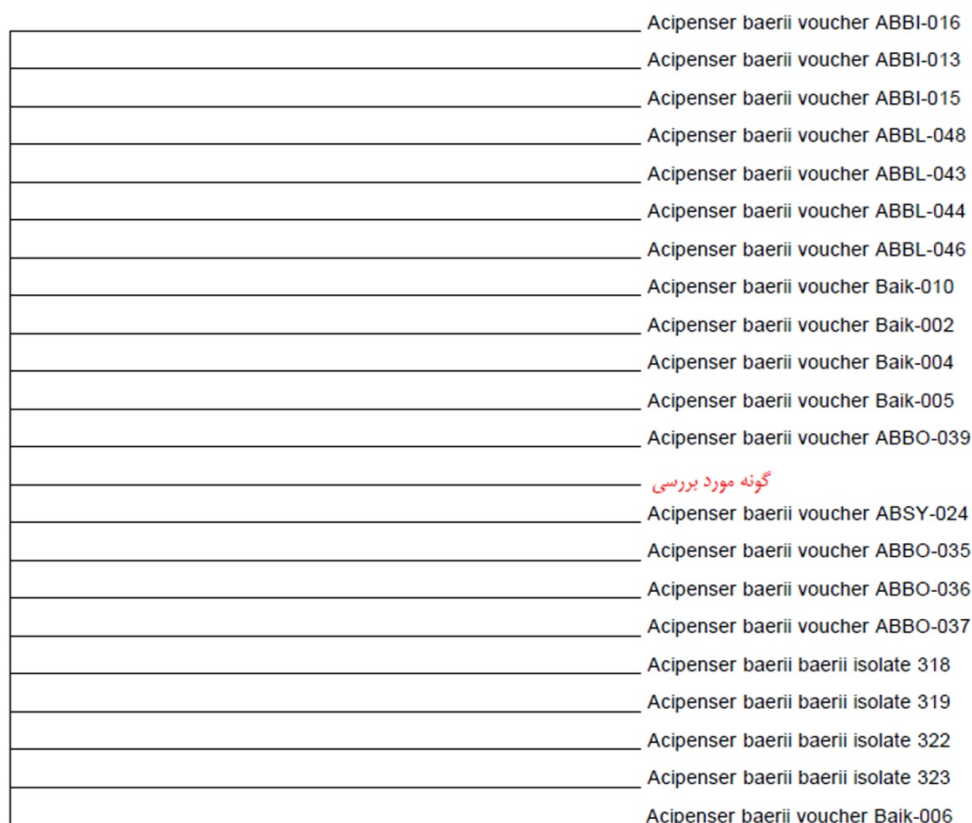 Acipenser baerii voucher ABBI-016
Acipenser baerii voucher ABBI-013
Acipenser baerii voucher ABBI-015
Acipenser baerii voucher ABBL-048
Acipenser baerii voucher ABBL-043
Acipenser baerii voucher ABBL-044
Acipenser baerii voucher ABBL-046
Acipenser baerii voucher Baik-010
Acipenser baerii voucher Baik-002
Acipenser baerii voucher Baik-004
Acipenser baerii voucher Baik-005
Acipenser baerii voucher ABBO-039
گونه مورد بررسی
Acipenser baerii voucher ABSY-024
Acipenser baerii voucher ABBO-035
Acipenser baerii voucher ABBO-036
Acipenser baerii voucher ABBO-037
Acipenser baerii baerii isolate 318
Acipenser baerii baerii isolate 319
Acipenser baerii baerii isolate 322
Acipenser baerii baerii isolate 323
Acipenser baerii voucher Baik-006